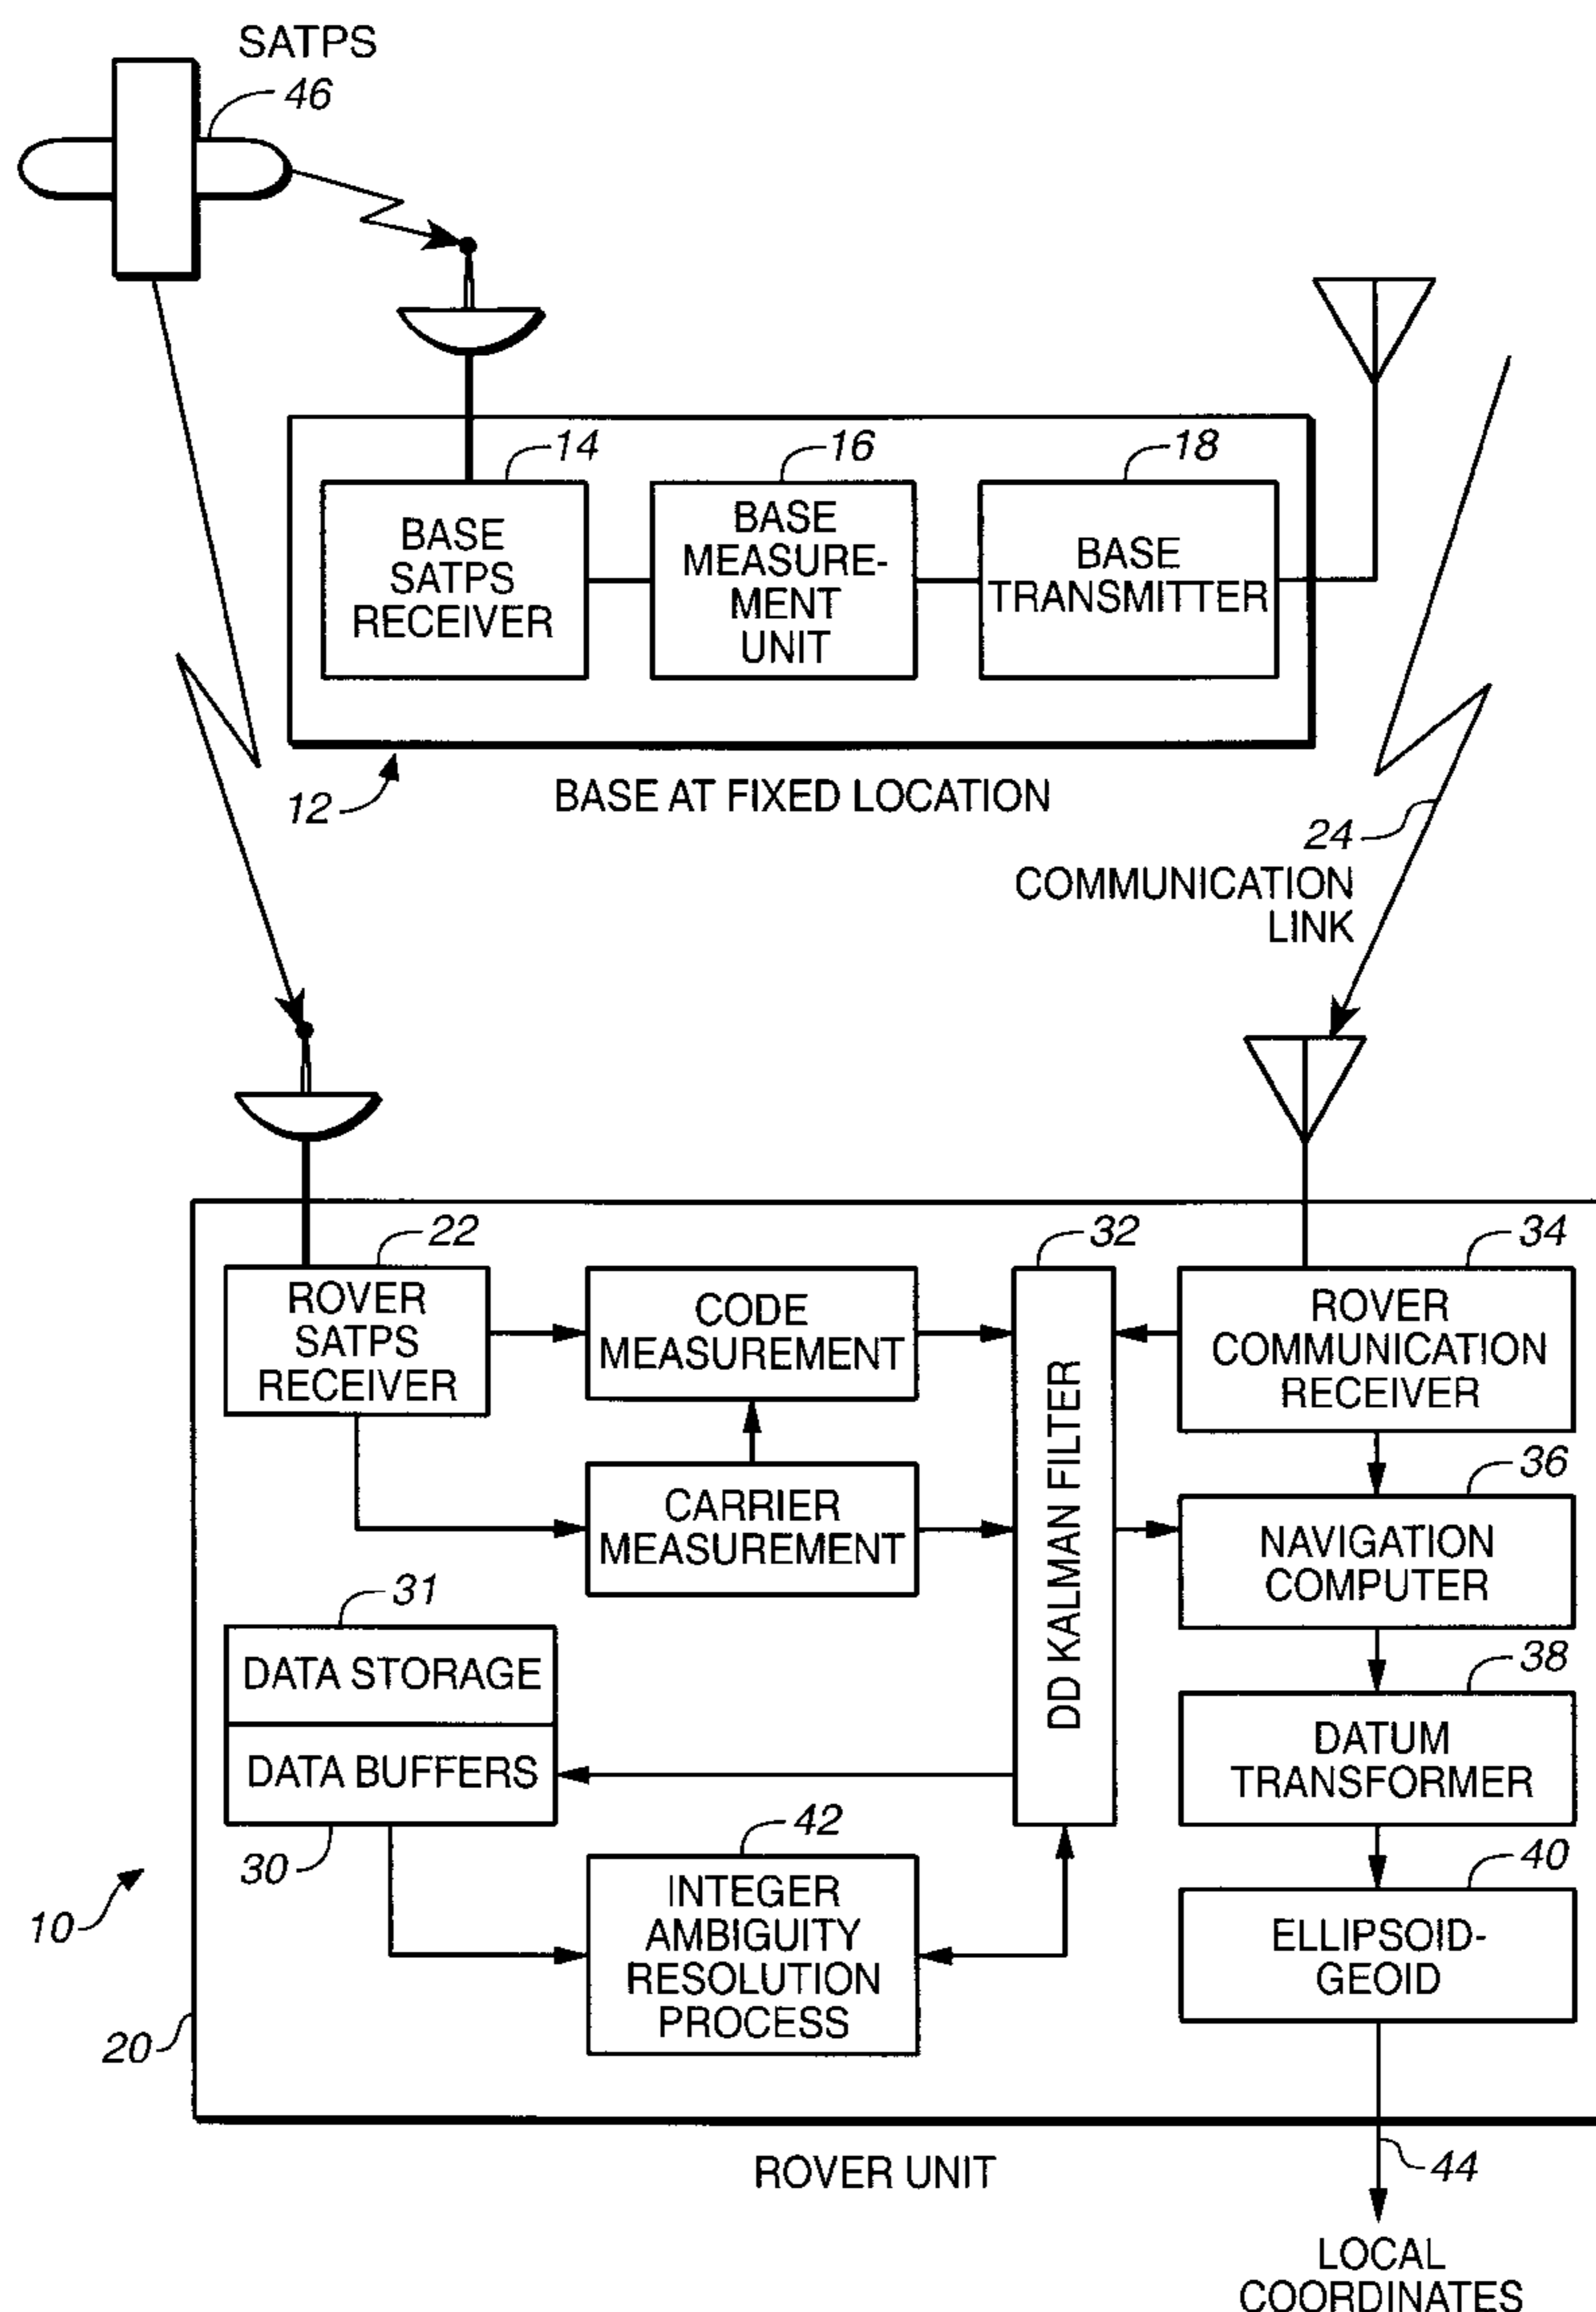 SATPS
46
14
16
18
BASE
SATPS
RECEIVER
BASE
MEASURE-
MENT
UNIT
BASE
TRANSMITTER
12
BASE AT FIXED LOCATION
24
COMMUNICATION
LINK
22
32
34
ROVER
SATPS
RECEIVER
CODE
MEASUREMENT
DD KALMAN FILTER
ROVER
COMMUNICATION
RECEIVER
36
CARRIER
MEASUREMENT
NAVIGATION
COMPUTER
31
38
DATA STORAGE
DATA BUFFERS
DATUM
TRANSFORMER
30
42
40
10
INTEGER
AMBIGUITY
RESOLUTION
PROCESS
ELLIPSOID-
GEOID
20
ROVER UNIT
44
LOCAL
COORDINATES